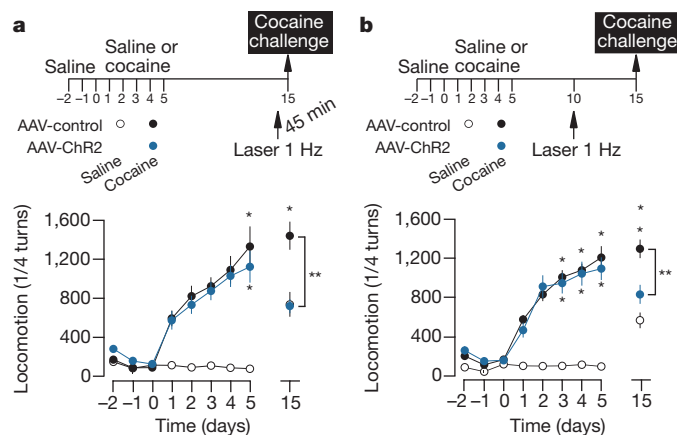 a
Cocaine
challenge
Saline or
cocaine
Saline
–2 –1 0 1 2 3 4 5 15
45 min
AAV-control
AAV-ChR2
Saline
Cocaine
Laser 1 Hz
Locomotion (1/4 turns)
1,600
1,200
800
400
0
* *
*
**
–2 –1 0 1 2 3 4 5 15
Time (days)
b
Cocaine
challenge
Saline or
cocaine
Saline
–2 –1 0 1 2 3 4 5 10 15
AAV-control
AAV-ChR2
Saline
Cocaine
Laser 1 Hz
Locomotion (1/4 turns)
1,600
1,200
800
400
0
*
* * * *
* * *
**
–2 –1 0 1 2 3 4 5 15
Time (days)